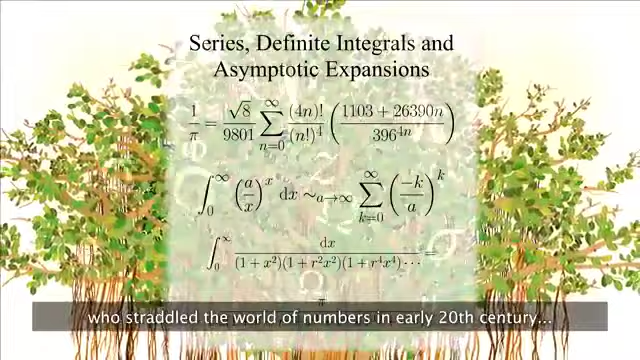 Series, Definite Integrals and
Asymptotic Expansions
1/π = √8/9801 ∑_{n=0}^{∞} (4n)!/(n!)^4 ((1103 + 26390n)/396^{4n})
∫_0^∞ (a/x)^x dx ∼_{a→∞} ∑_{k=0}^{∞} (−k/a)^k
∫_0^∞ dx/((1 + x²)(1 + r²x²)(1 + r⁴x⁴)⋯) =
π
who straddled the world of numbers in early 20th century...